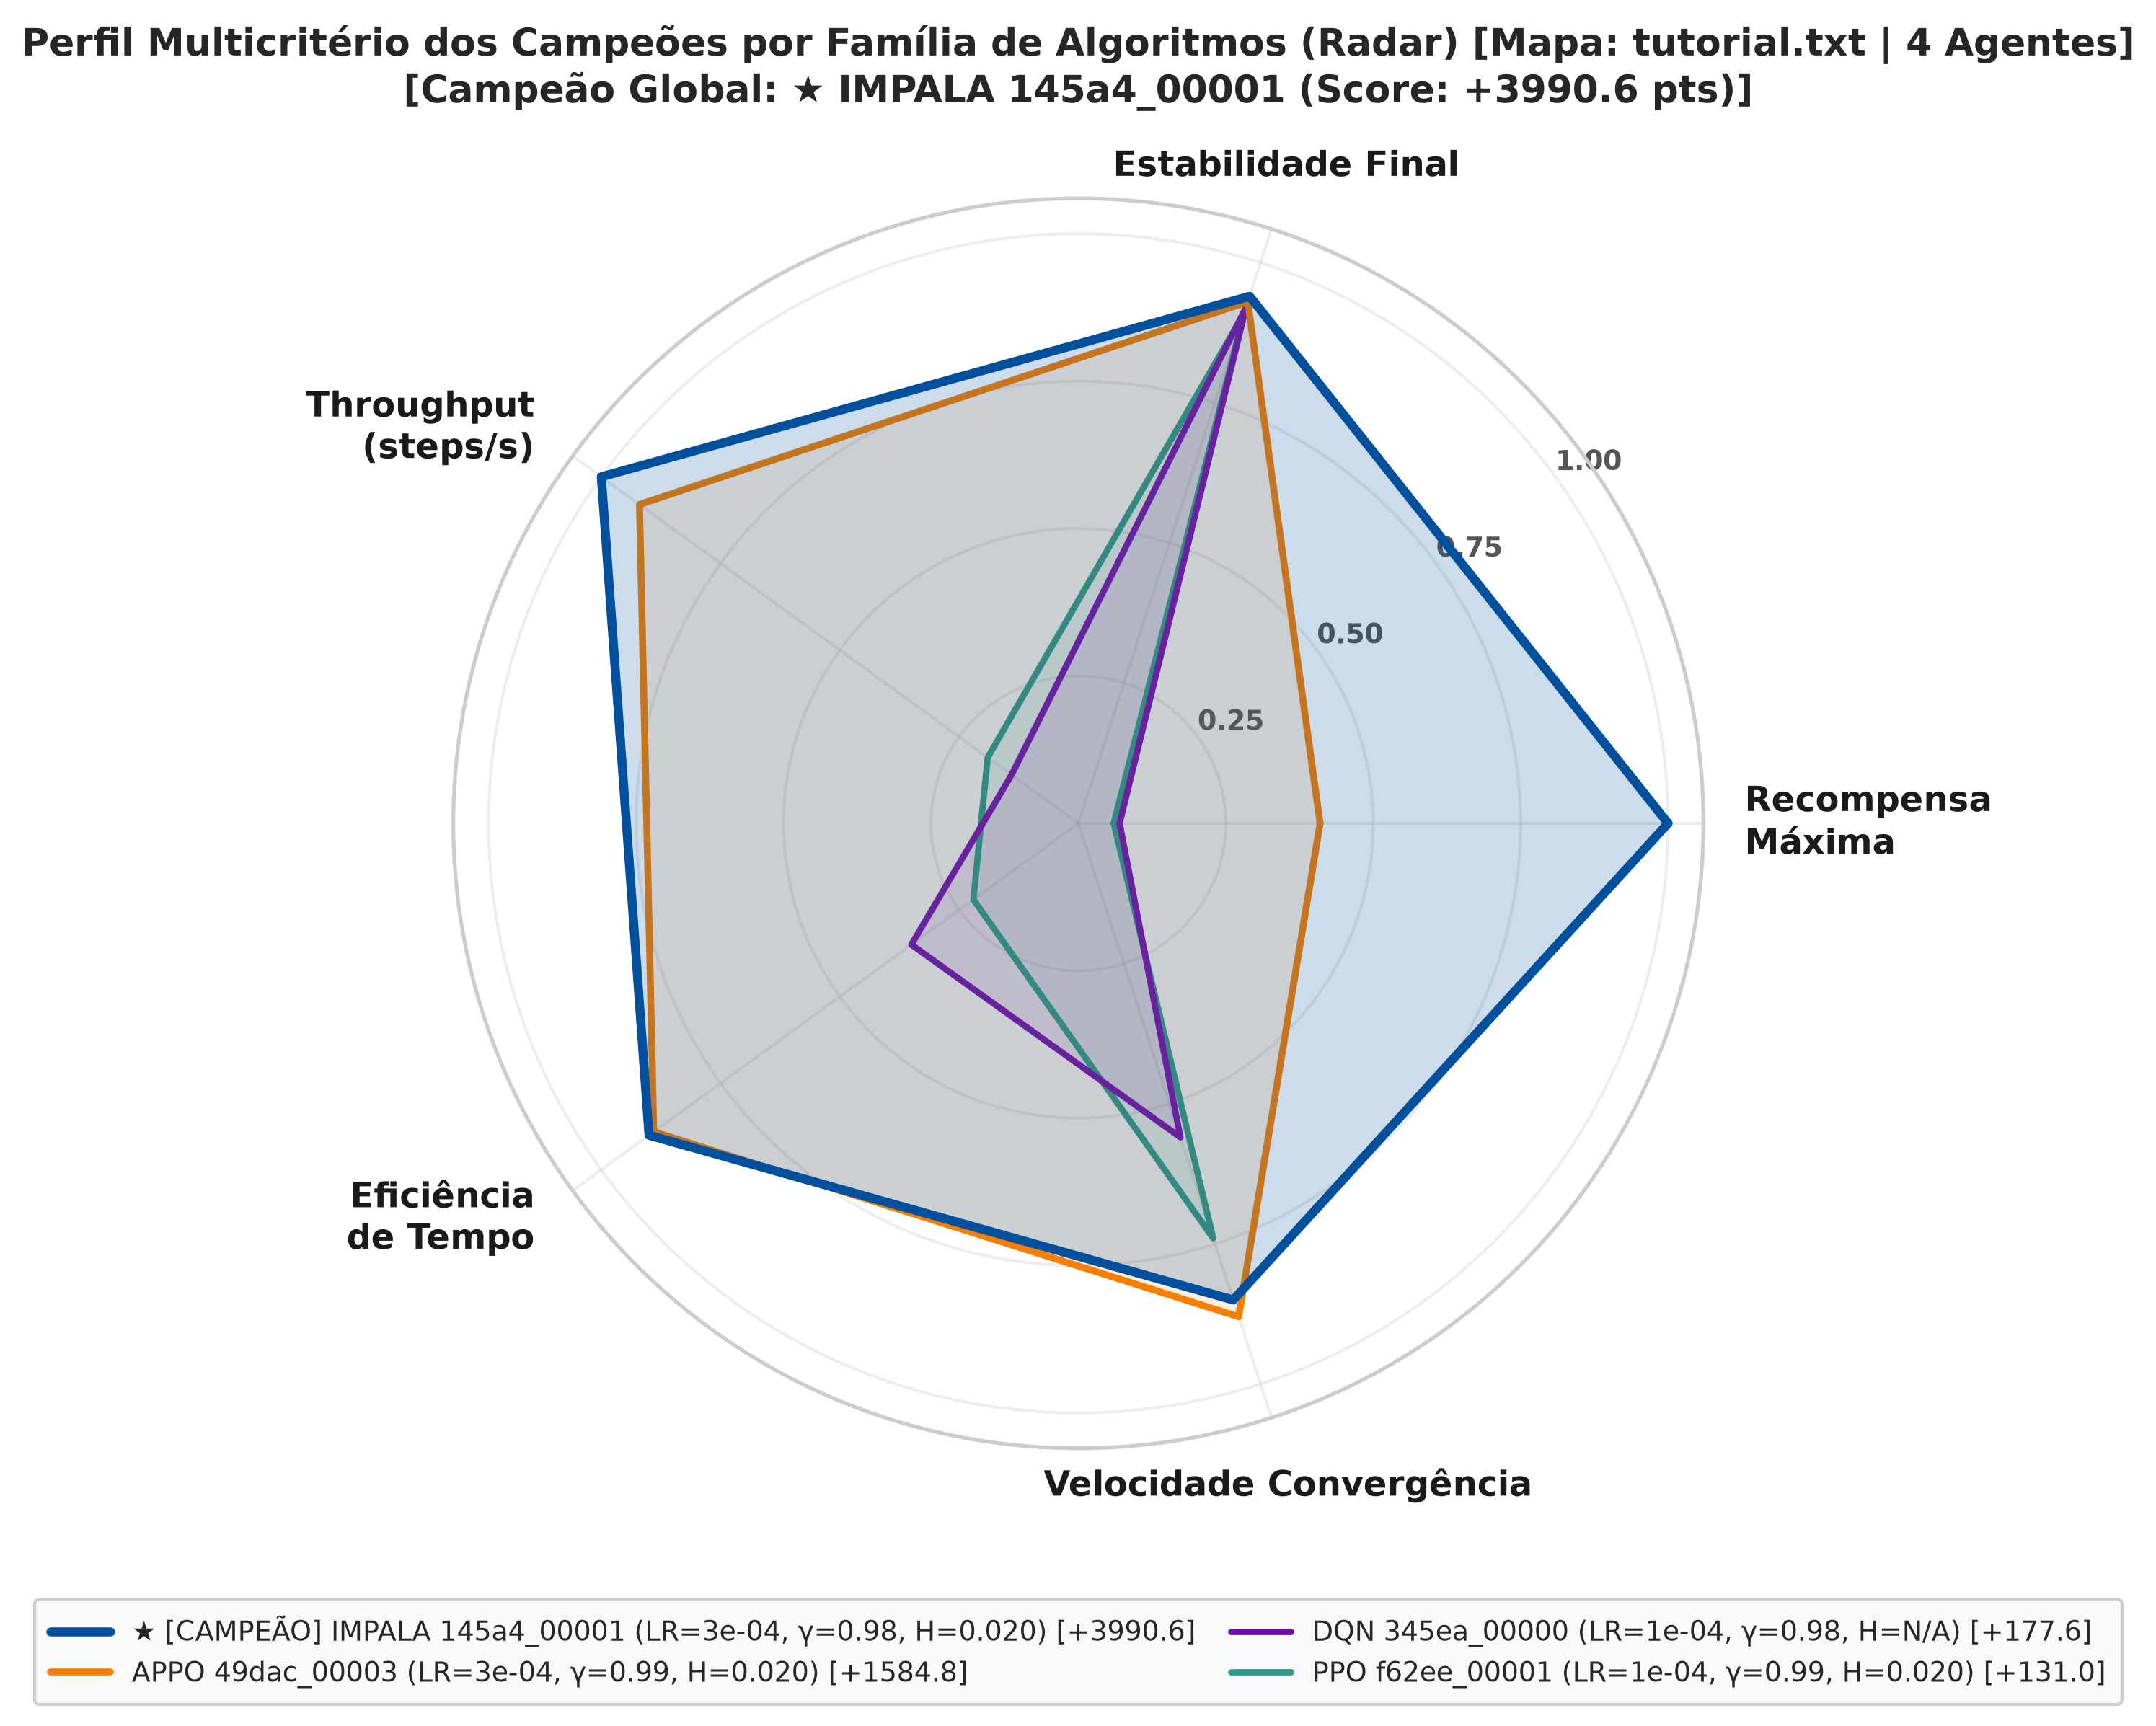 Perfil Multicritério dos Campeões por Família de Algoritmos (Radar) [Mapa: tutorial.txt | 4 Agentes]
[Campeão Global: ★ IMPALA 145a4_00001 (Score: +3990.6 pts)]
Estabilidade Final
Throughput
(steps/s)
1.00
0.75
0.50
0.25
Recompensa
Máxima
Eficiência
de Tempo
Velocidade Convergência
★ [CAMPEÃO] IMPALA 145a4_00001 (LR=3e-04, γ=0.98, H=0.020) [+3990.6]
APPO 49dac_00003 (LR=3e-04, γ=0.99, H=0.020) [+1584.8]
DQN 345ea_00000 (LR=1e-04, γ=0.98, H=N/A) [+177.6]
PPO f62ee_00001 (LR=1e-04, γ=0.99, H=0.020) [+131.0]